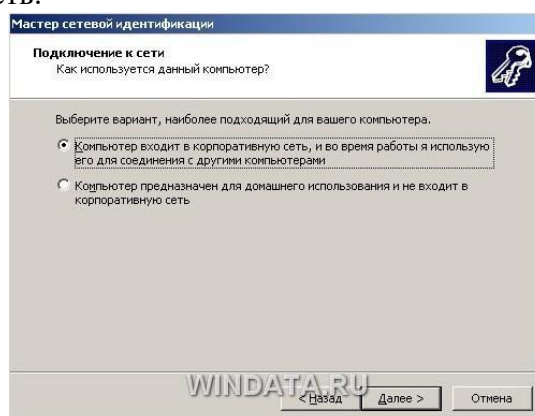 сть.
Мастер сетевой идентификации
Подключение к сети
Как используется данный компьютер?
Выберите вариант, наиболее подходящий для вашего компьютера.
Компьютер входит в корпоративную сеть, и во время работы я использую
его для соединения с другими компьютерами
Компьютер предназначен для домашнего использования и не входит в
корпоративную сеть
WINDATA.RU
< Назад
Далее >
Отмена